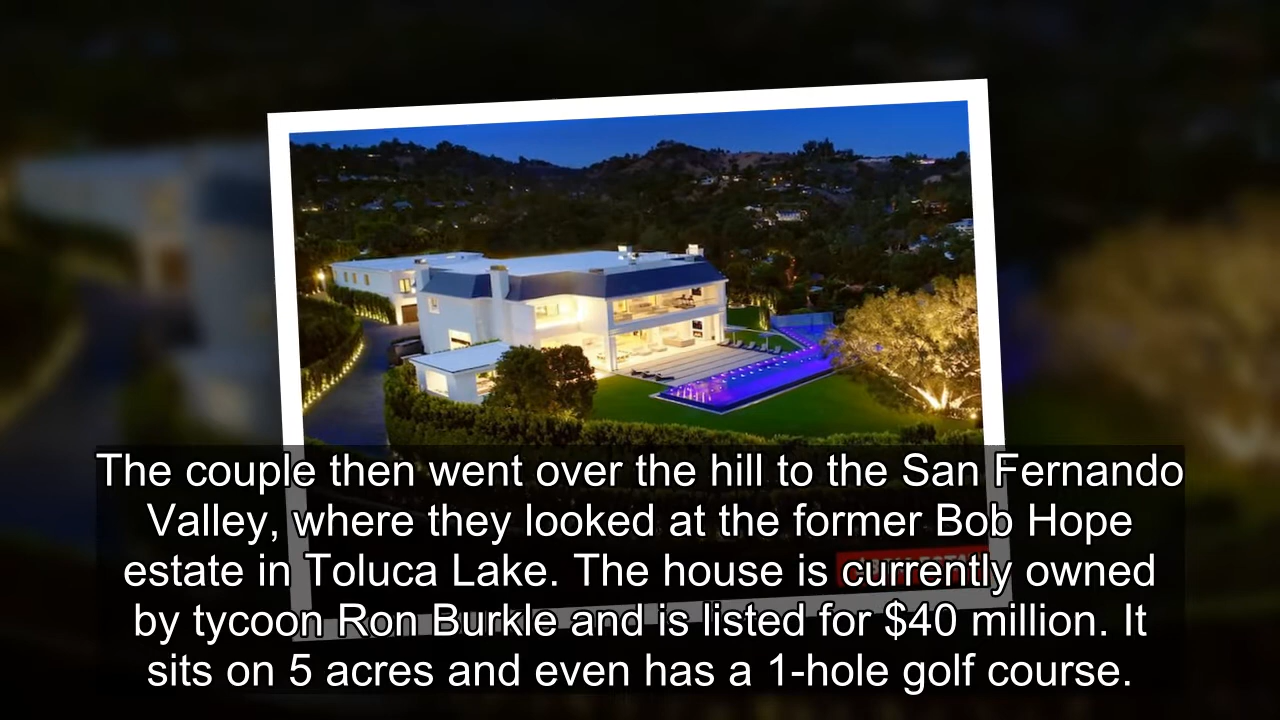 The couple then went over the hill to the San Fernando
Valley, where they looked at the former Bob Hope
estate in Toluca Lake. The house is currently owned
by tycoon Ron Burkle and is listed for $40 million. It
sits on 5 acres and even has a 1-hole golf course.